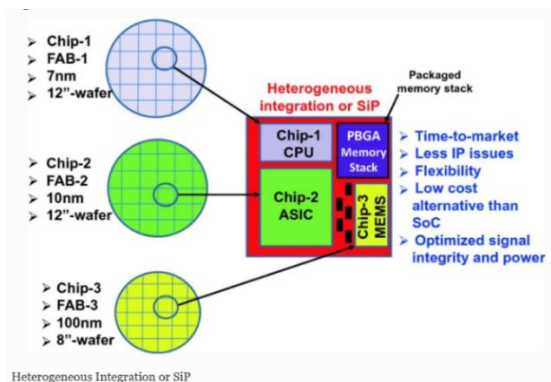 ➢ Chip-1
➢ FAB-1
➢ 7nm
➢ 12”-wafer
➢ Chip-2
➢ FAB-2
➢ 10nm
➢ 12”-wafer
➢ Chip-3
➢ FAB-3
➢ 100nm
➢ 8”-wafer
Heterogeneous
integration or SiP
Packaged
memory stack
Chip-1
CPU
PBGA
Memory
Stack
Chip-2
ASIC
Chip-3
MEMS
➢ Time-to-market
➢ Less IP issues
➢ Flexibility
➢ Low cost
alternative than
SoC
➢ Optimized signal
integrity and power
Heterogeneous Integration or SiP